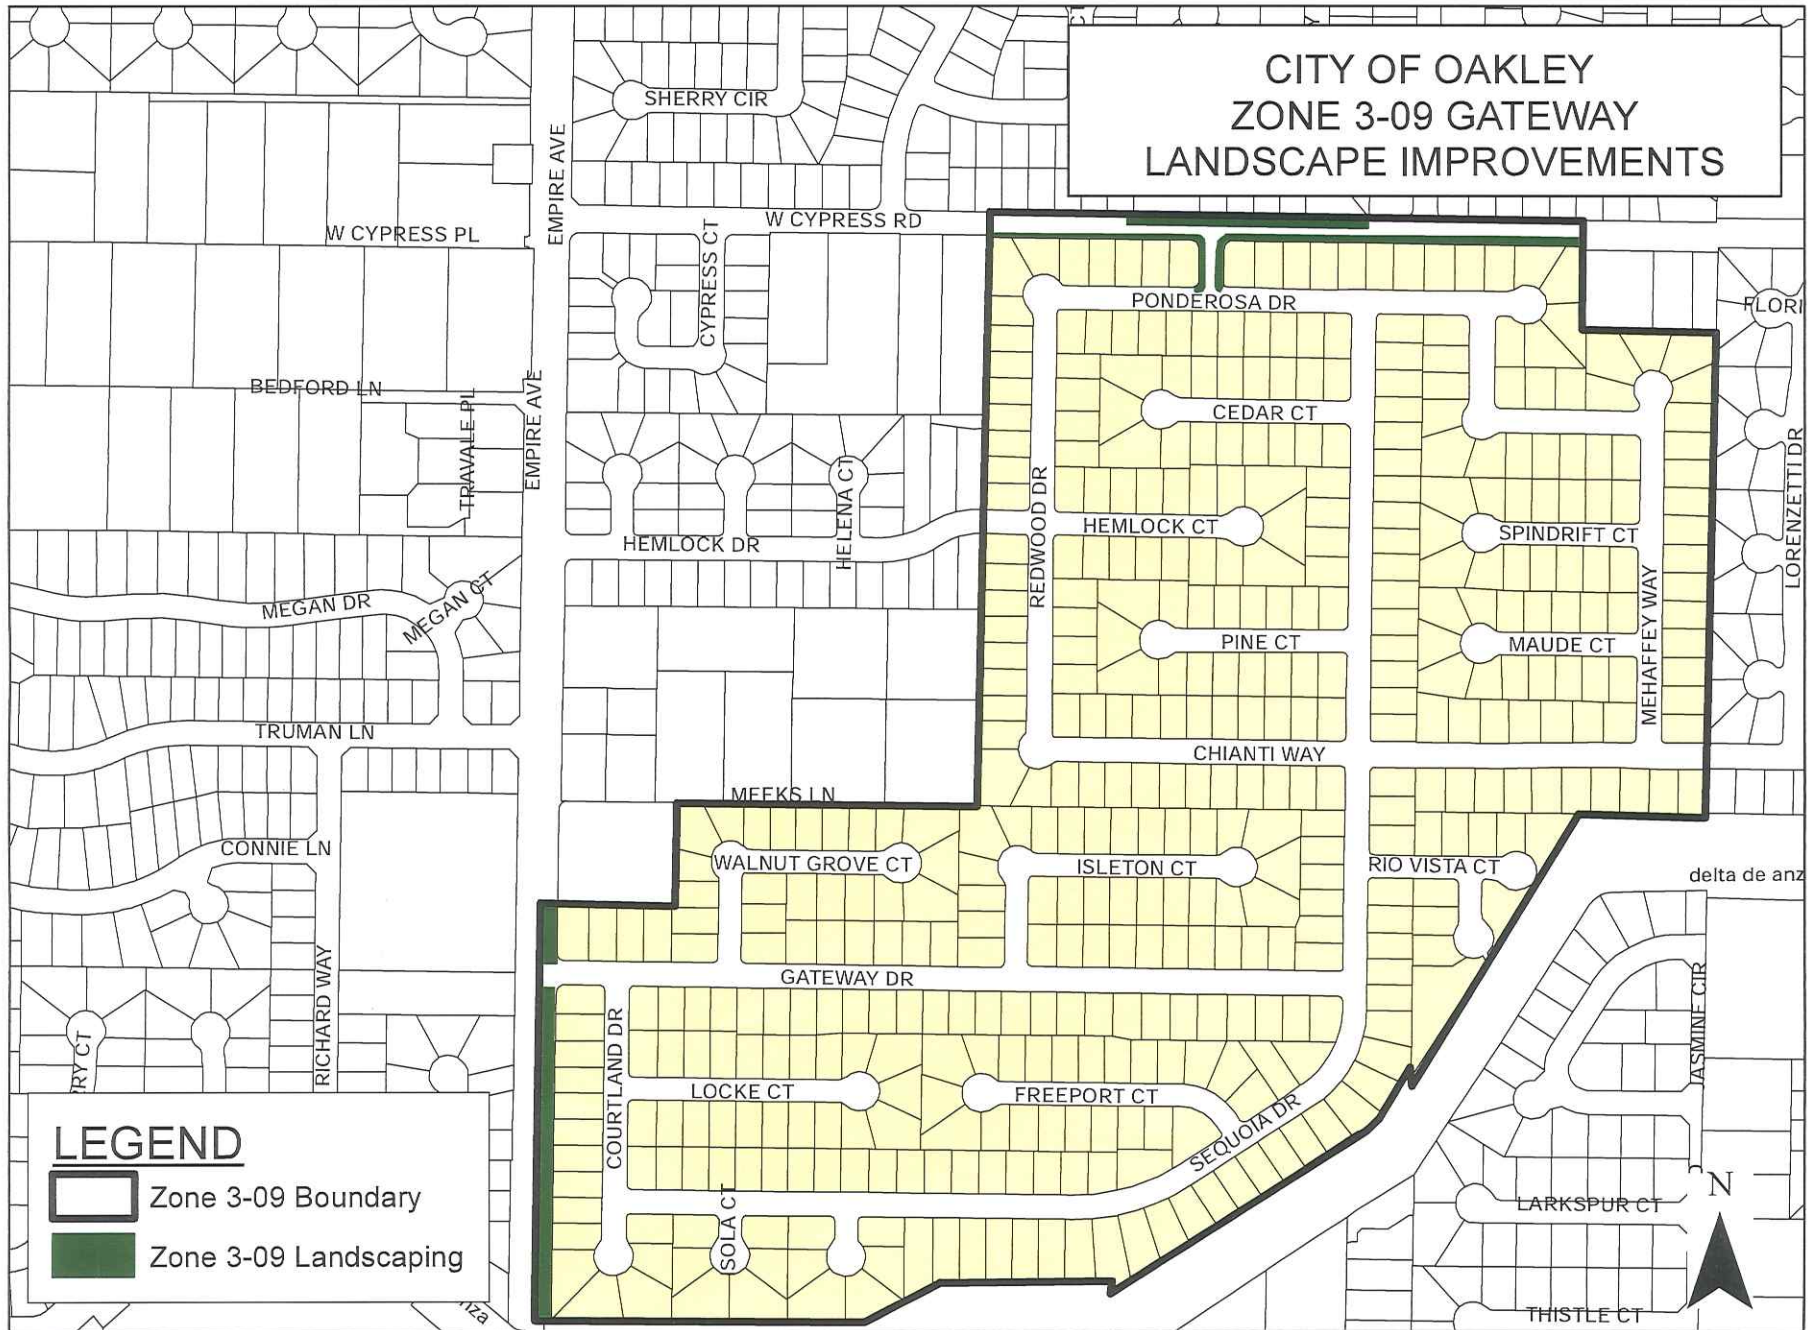 CITY OF OAKLEY
ZONE 3-09 GATEWAY
LANDSCAPE IMPROVEMENTS
SHERRY CIR
EMPIRE AVE
W CYPRESS RD
W CYPRESS PL
CYPRESS CT
PONDEROSA DR
FLORI
BEDFORD LN
TRAVALE PL
EMPIRE AVE
CEDAR CT
LORENZETTI DR
HELENA CT
REDWOOD DR
HEMLOCK CT
SPINDRIFT CT
HEMLOCK DR
MEGAN DR
MEGAN CT
PINE CT
MAUDE CT
MEHAFFEY WAY
TRUMAN LN
CHIANTI WAY
MEEKS LN
CONNIE LN
WALNUT GROVE CT
ISLETON CT
RIO VISTA CT
delta de anz
RICHARD WAY
GATEWAY DR
JASMINE CIR
RY CT
COURTLAND DR
LOCKE CT
FREEPORT CT
SEQUOIA DR
SOLA CT
LARKSPUR CT
THISTLE CT
N
LEGEND
Zone 3-09 Boundary
Zone 3-09 Landscaping
nza